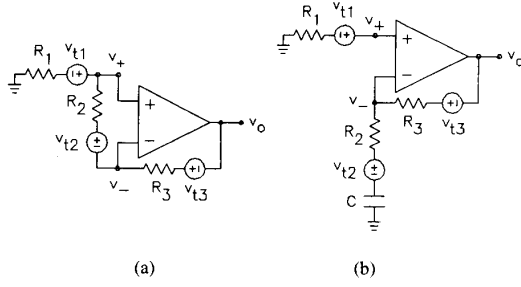 R1
vt1
v+
R2
+
−
vt2
v−
R3
vt3
vo
(a)
R1
vt1
v+
+
−
vo
v−
R3
vt3
R2
vt2
C
(b)